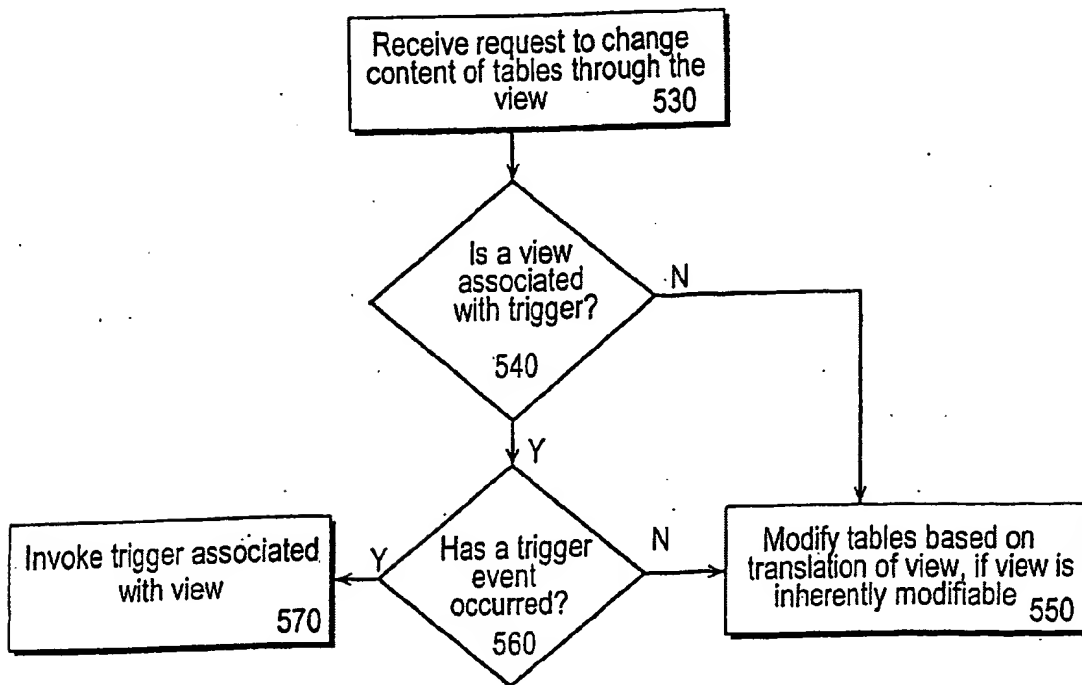 Receive request to change
content of tables through the
view
530
Is a view
associated
with trigger?
540
N
Y
Has a trigger
event
occurred?
560
Y
N
Invoke trigger associated
with view
570
Modify tables based on
translation of view, if view is
inherently modifiable 550